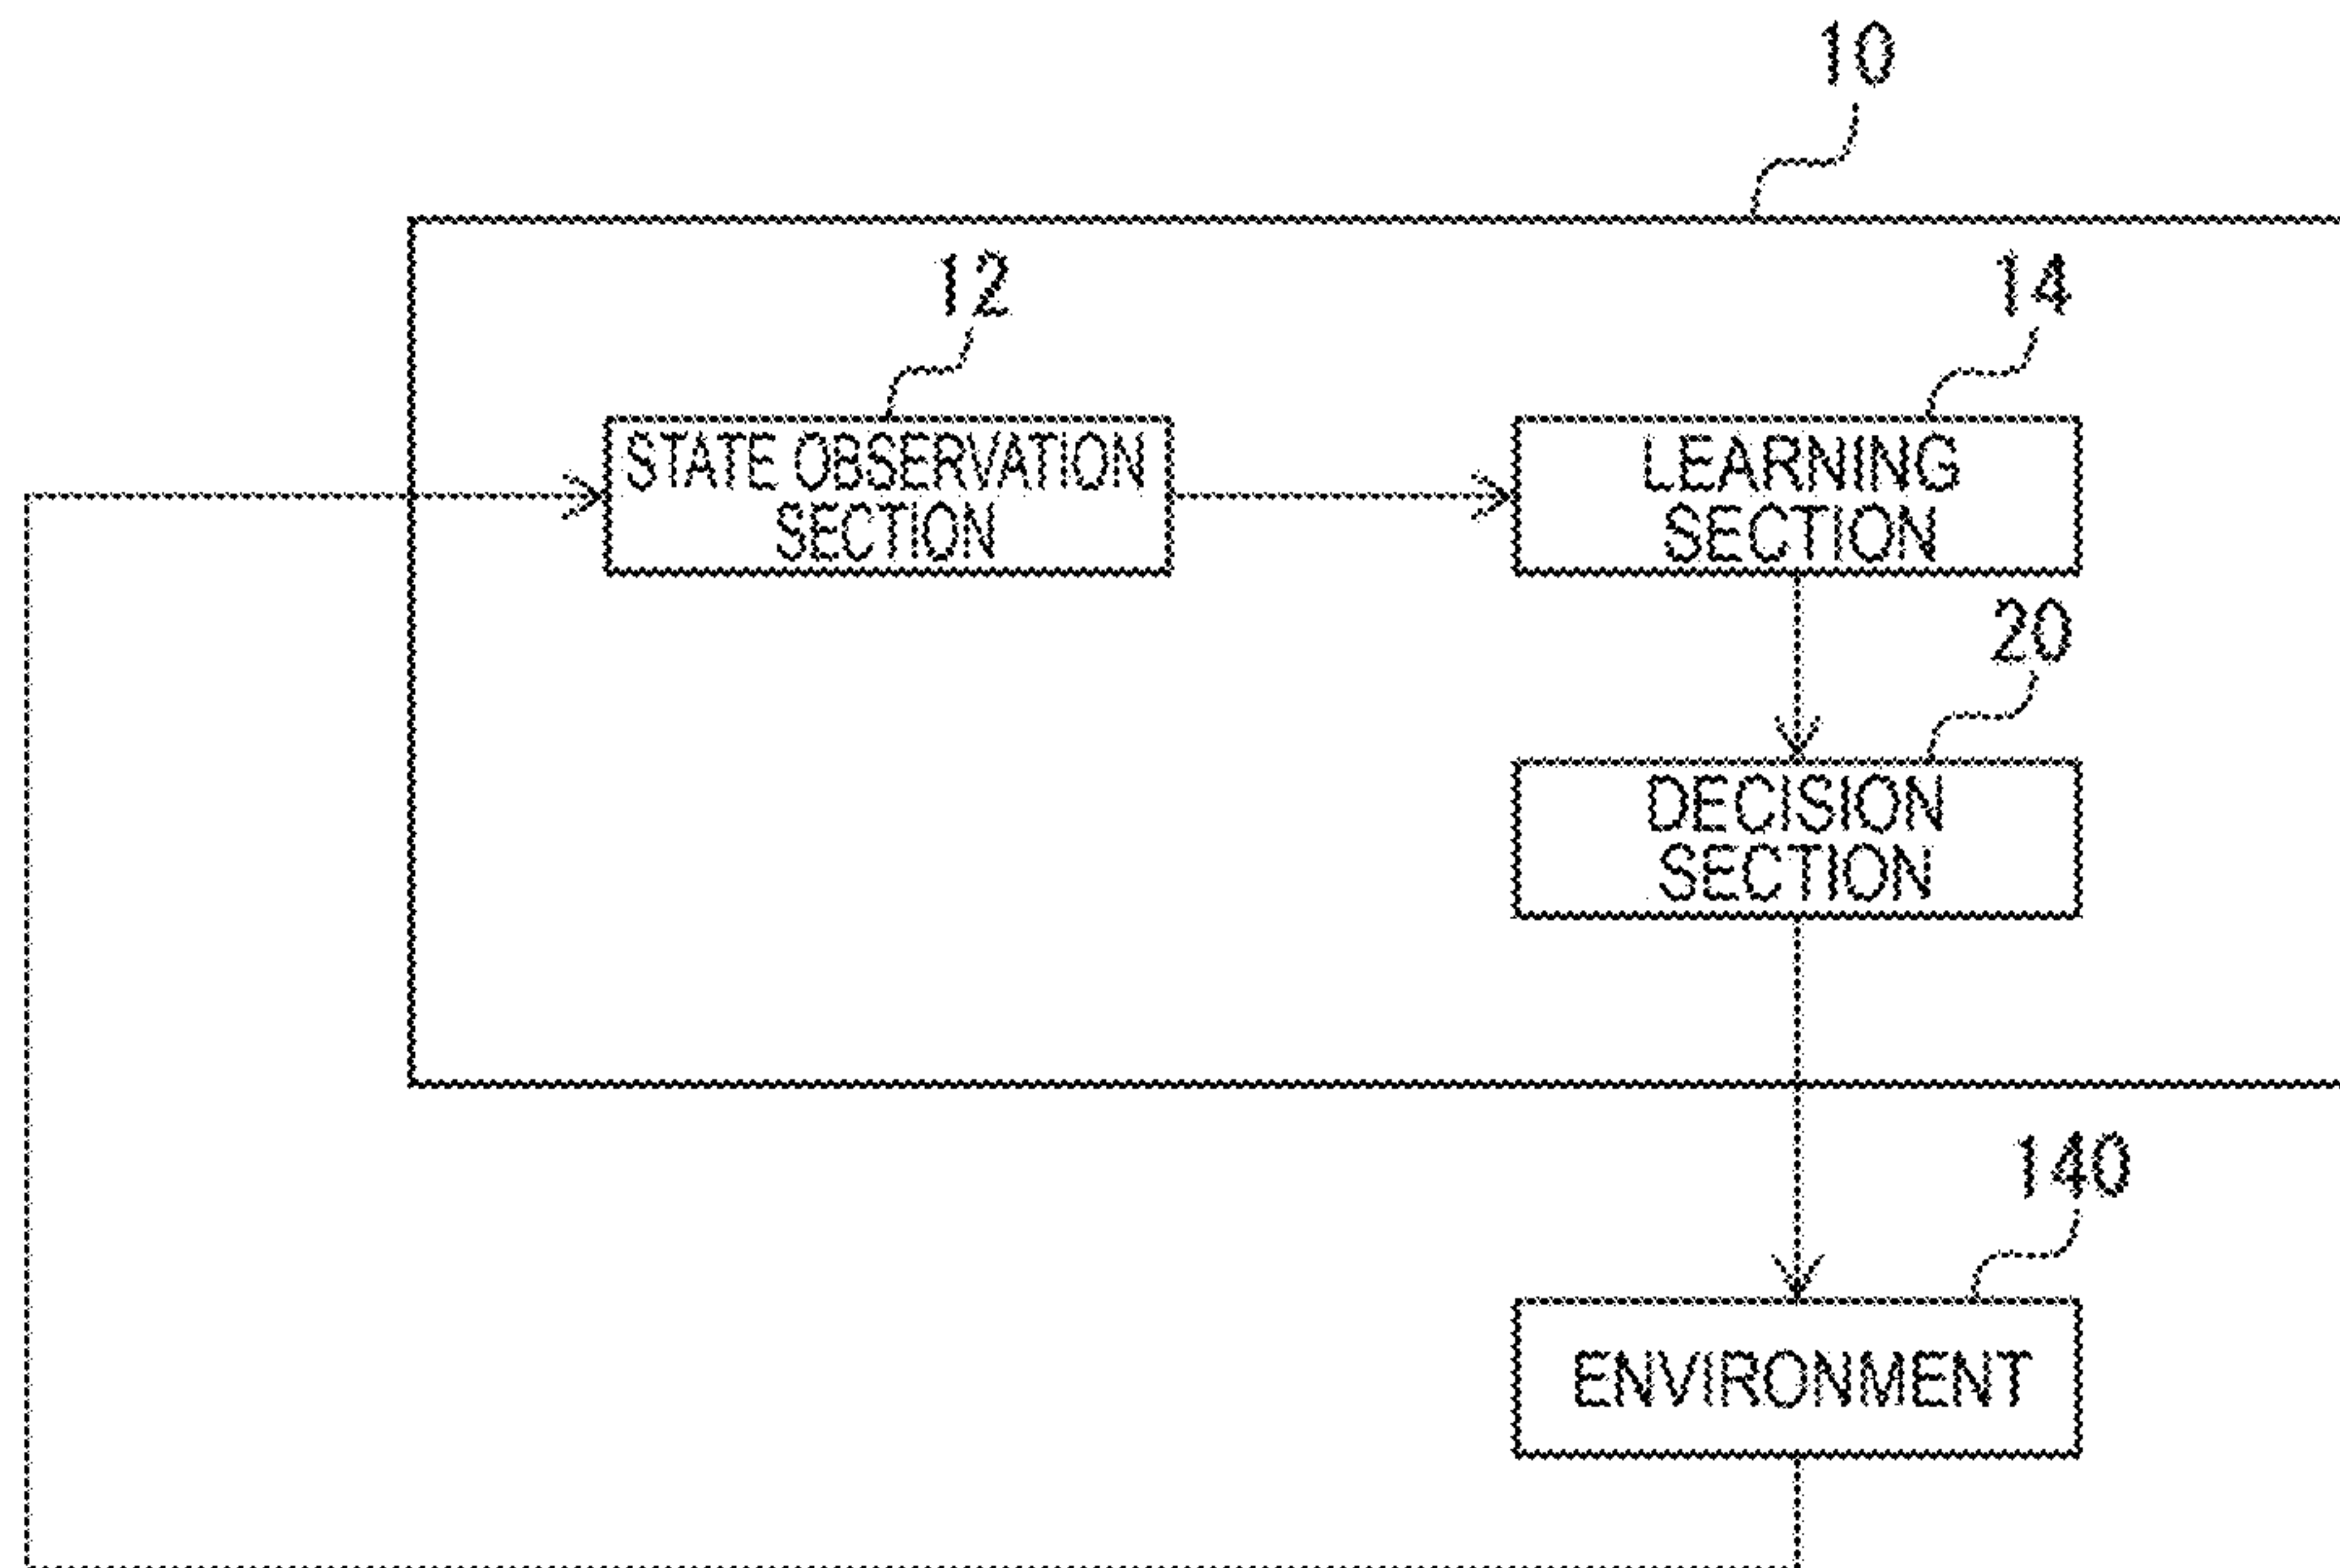 10
12
14
STATE OBSERVATION
SECTION
LEARNING
SECTION
20
DECISION
SECTION
140
ENVIRONMENT